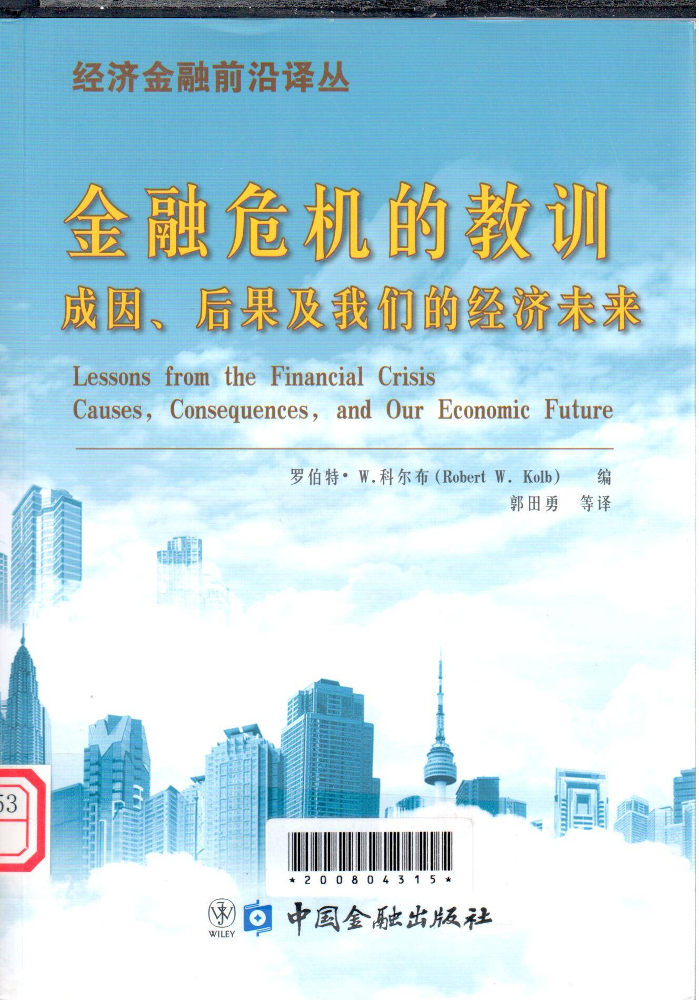 经济金融前沿译丛
金融危机的教训
成因、后果及我们的经济未来
Lessons from the Financial Crisis
Causes, Consequences, and Our Economic Future
罗伯特·W.科尔布(Robert W. Kolb) 编
郭田勇 等译
53
*200804315*
WILEY
中国金融出版社